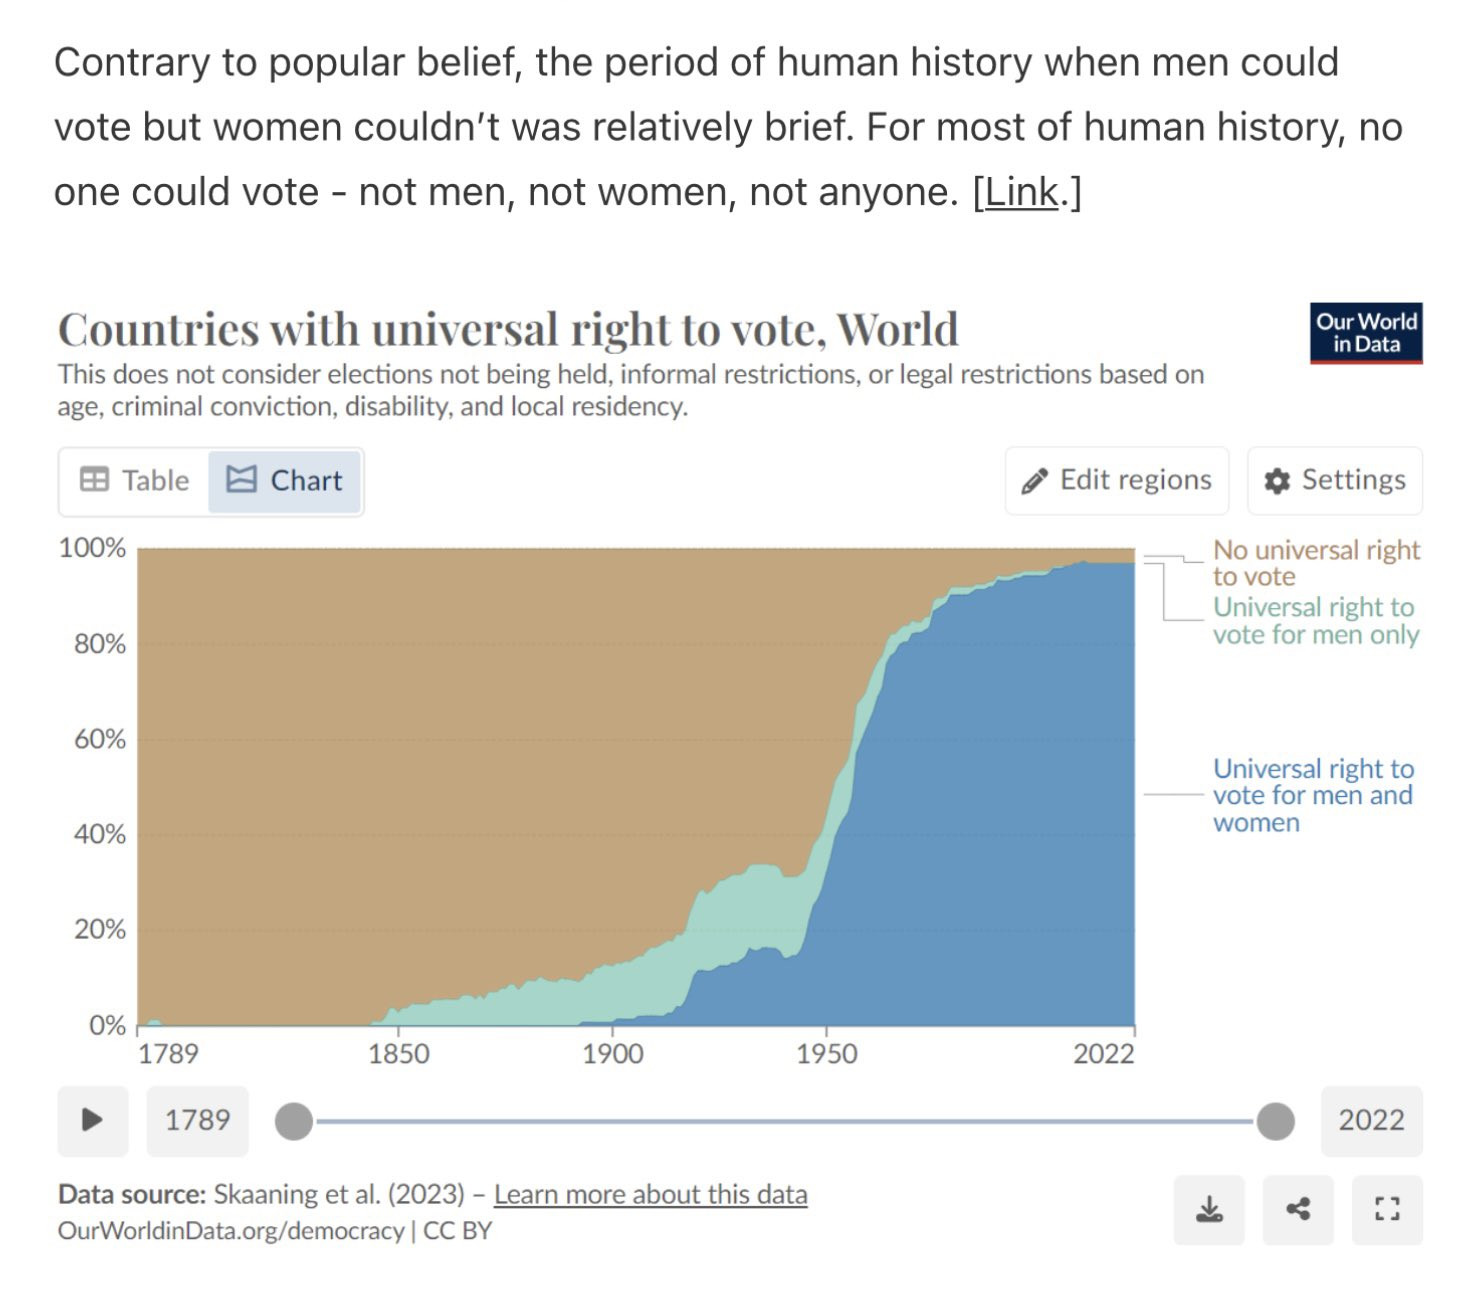 Contrary to popular belief, the period of human history when men could
vote but women couldn’t was relatively brief. For most of human history, no
one could vote - not men, not women, not anyone. [Link.]
Countries with universal right to vote, World
Our World
in Data
This does not consider elections not being held, informal restrictions, or legal restrictions based on
age, criminal conviction, disability, and local residency.
Table
Chart
Edit regions
Settings
100%
80%
60%
40%
20%
0%
No universal right
to vote
Universal right to
vote for men only
Universal right to
vote for men and
women
1789
1850
1900
1950
2022
1789
2022
Data source: Skaaning et al. (2023) – Learn more about this data
OurWorldinData.org/democracy | CC BY